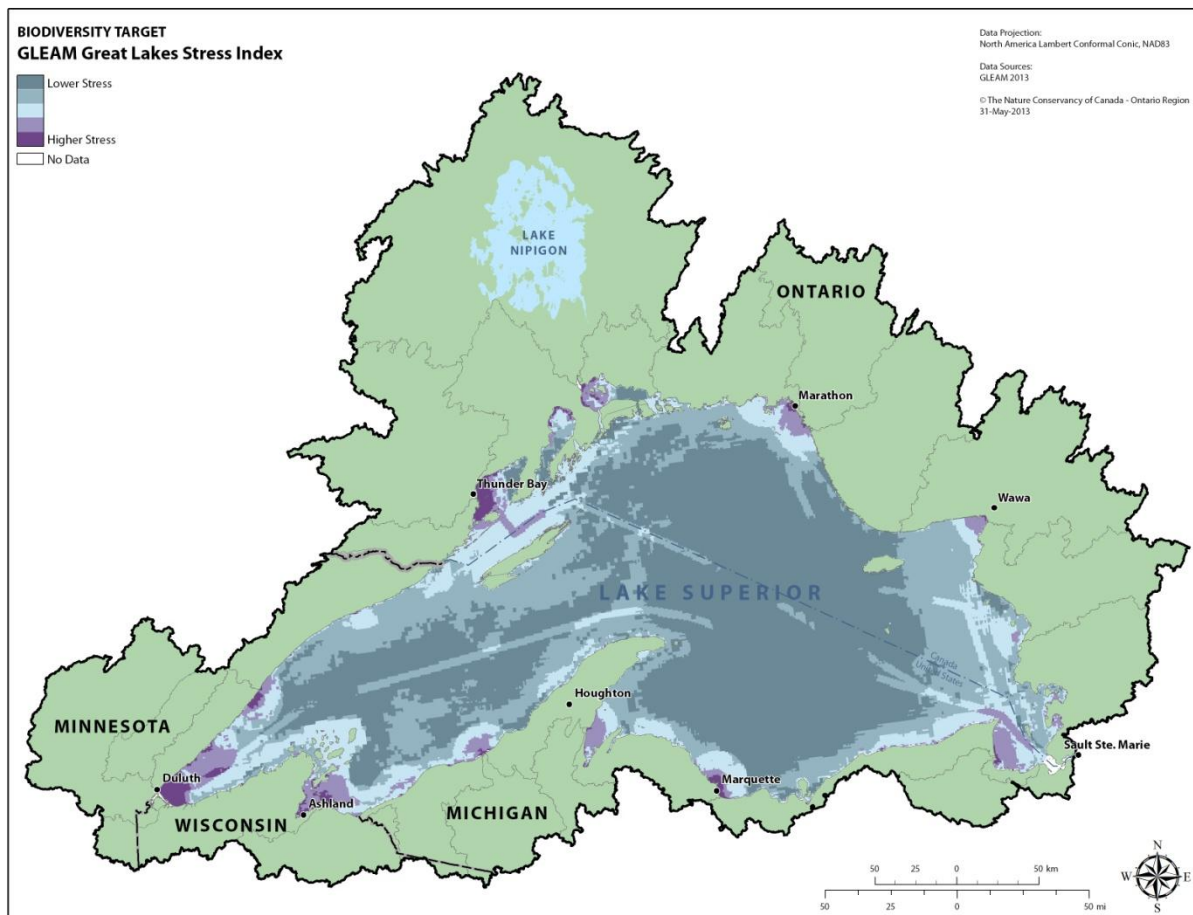 BIODIVERSITY TARGET
GLEAM Great Lakes Stress Index
Lower Stress
Higher Stress
No Data
Data Projection:
North America Lambert Conformal Conic, NAD83
Data Sources:
GLEAM 2013
© The Nature Conservancy of Canada - Ontario Region
31-May-2013
LAKE
NIPIGON
ONTARIO
Marathon
Thunder Bay
Wawa
LAKE SUPERIOR
Canada
United States
Houghton
MINNESOTA
Sault Ste. Marie
Duluth
Marquette
Ashland
MICHIGAN
WISCONSIN
50 25 0 50 km
50 25 0 50 mi
N
W E
S